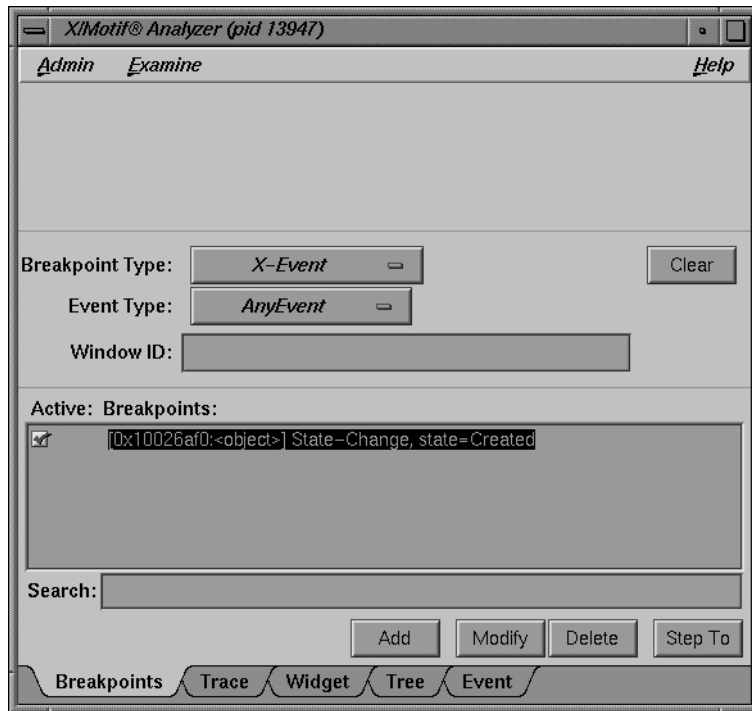 X/Motif® Analyzer (pid 13947)
Admin Examine Help
Breakpoint Type: X-Event Clear
Event Type: AnyEvent
Window ID:
Active: Breakpoints:
[0x10026af0:<object>] State-Change, state=Created
Search:
Add Modify Delete Step To
Breakpoints Trace Widget Tree Event